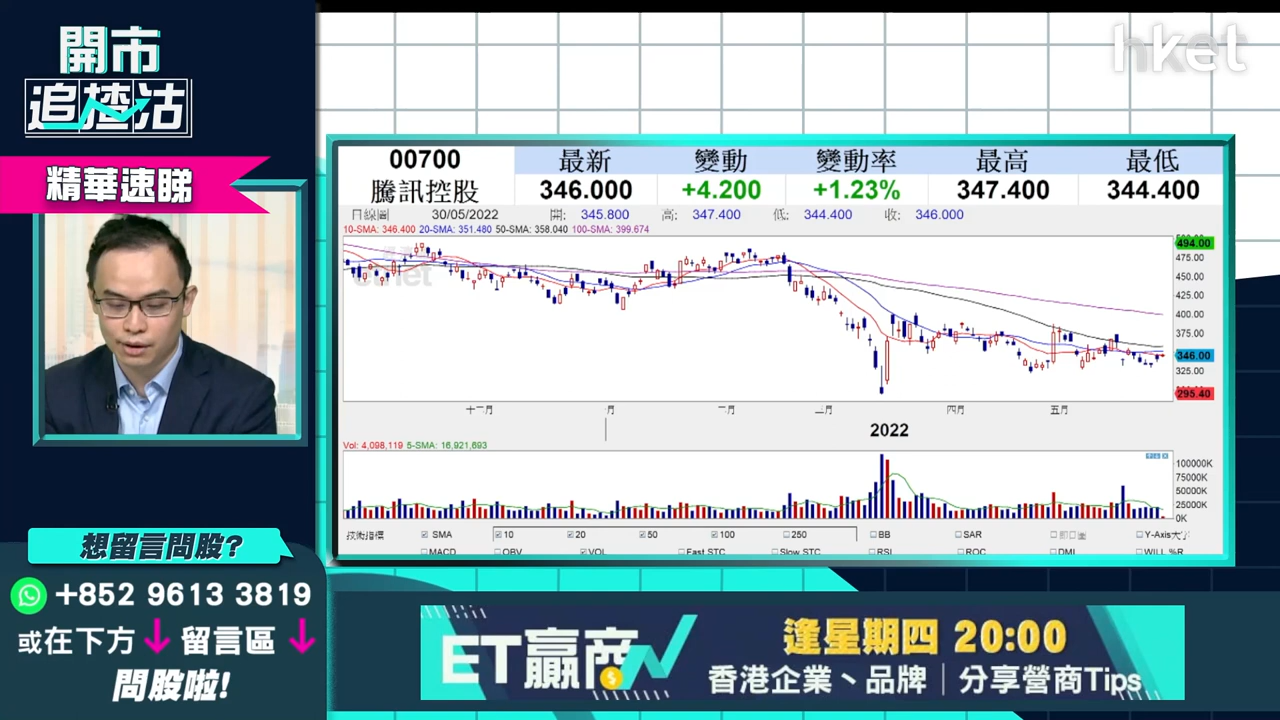 開市
追揸沽
精華速睇
想留言問股?
+852 9613 3819
或在下方 留言區
問股啦!
hket
00700 最新 變動 變動率 最高 最低
騰訊控股 346.000 +4.200 +1.23% 347.400 344.400
日線圖 30/05/2022 開: 345.800 高: 347.400 低: 344.400 收: 346.000
10-SMA: 346.400 20-SMA: 351.480 50-SMA: 358.040 100-SMA: 399.674
494.00
475.00
450.00
425.00
400.00
375.00
346.00
325.00
295.40
十二月 一月 二月 三月 四月 五月
2022
Vol: 4,098,119 5-SMA: 16,921,693
100000K
75000K
50000K
25000K
0K
技術指標 SMA 10 20 50 100 250 BB SAR Y-Axis
MACD OBV VOL Fast STC Slow STC RSI ROC DMI WILL %R
ET贏商
逢星期四 20:00
香港企業、品牌|分享營商Tips